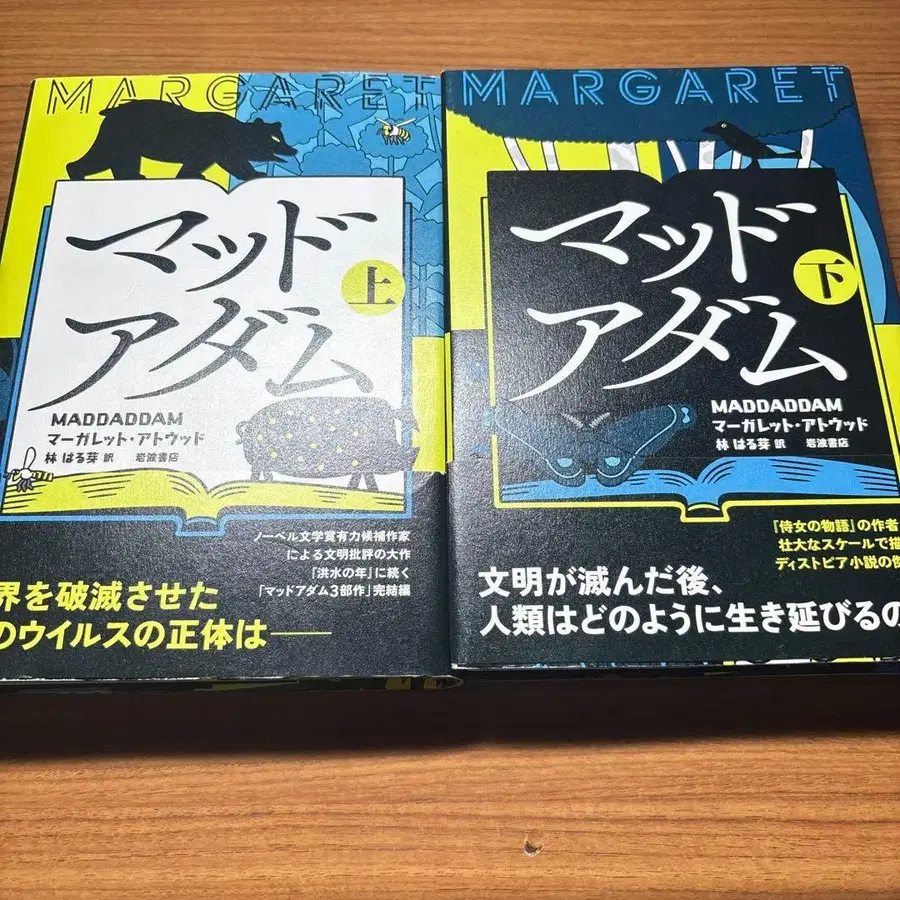 MARGARET
マッド
アダム
上
MADDADDAM
マーガレット・アトウッド
林 はる芽 訳 岩波書店
ノーベル文学賞有力候補作家
による文明批評の大作
『洪水の年』に続く
「マッドアダム3部作」完結編
界を破滅させた
のウイルスの正体は――
MARGARET
マッド
アダム
下
MADDADDAM
マーガレット・アトウッド
林 はる芽 訳 岩波書店
『侍女の物語』の作者
壮大なスケールで描
ディストピア小説の傑
文明が滅んだ後、
人類はどのように生き延びるの